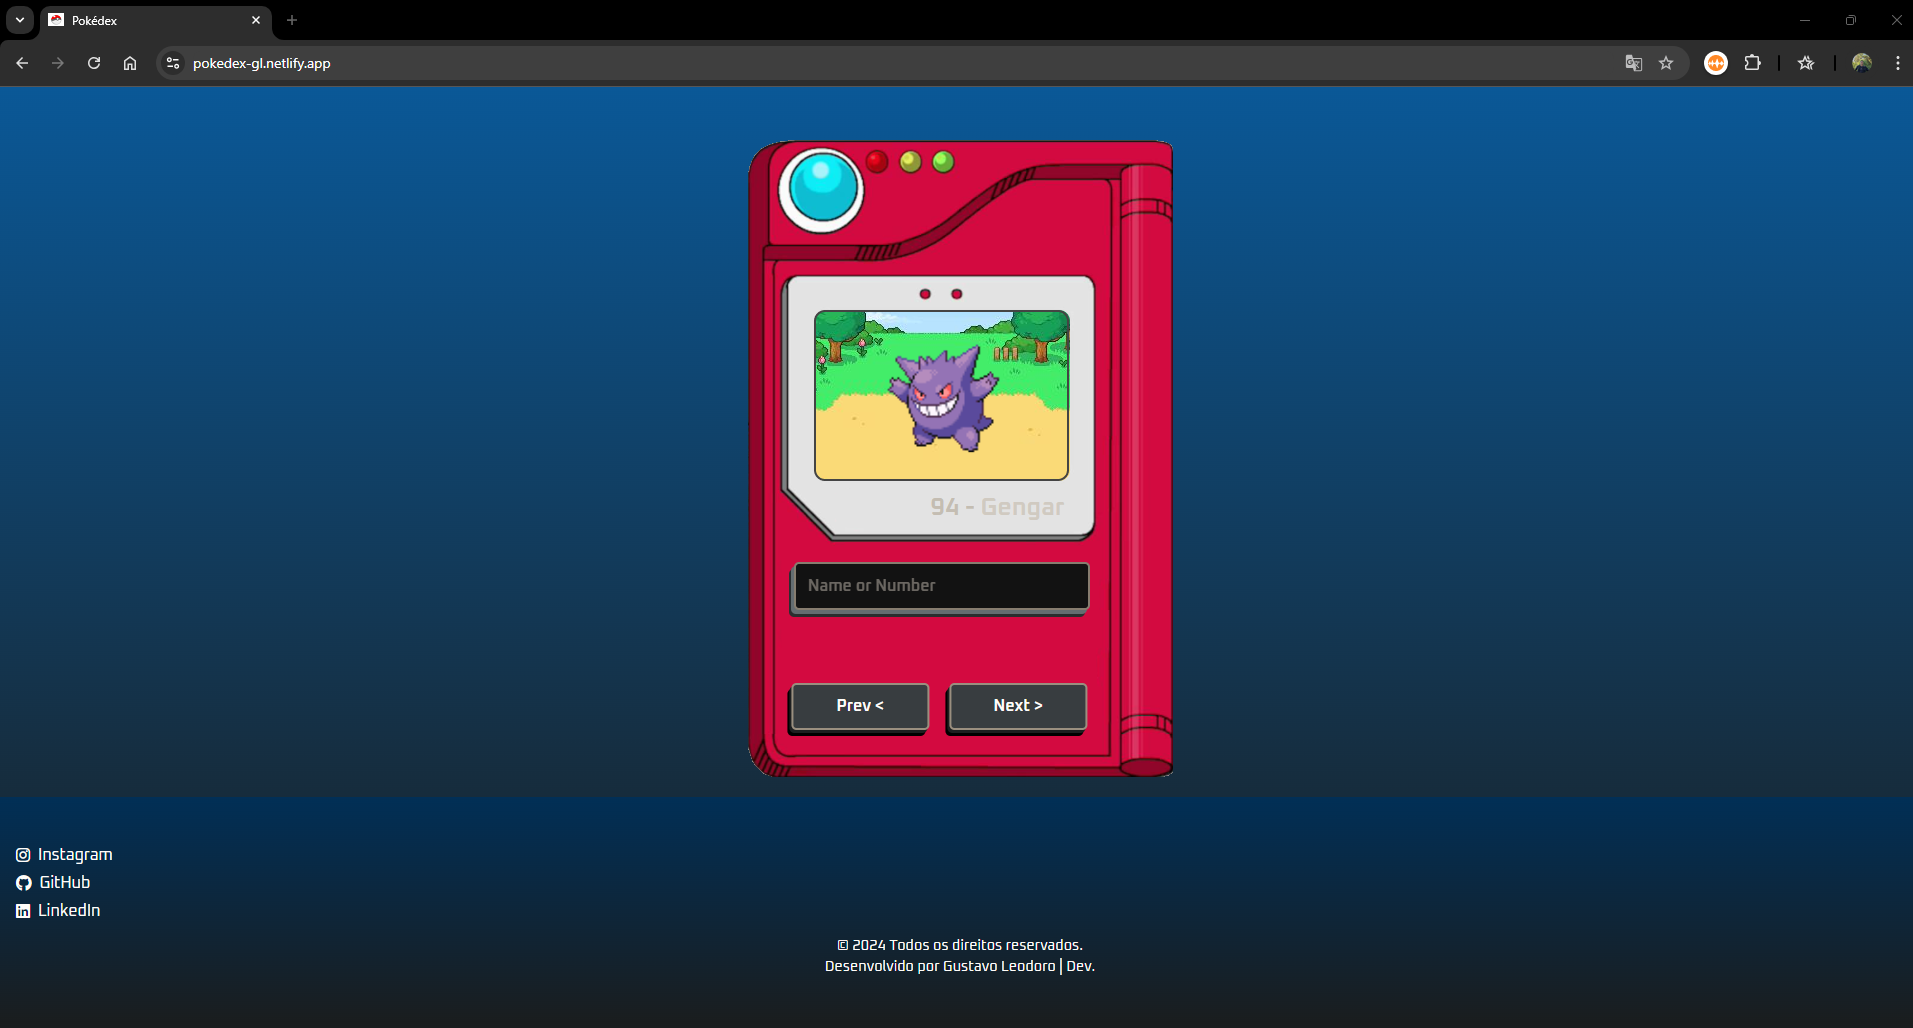 Pokédex
pokedex-gl.netlify.app
94 - Gengar
Name or Number
Prev <
Next >
Instagram
GitHub
LinkedIn
© 2024 Todos os direitos reservados.
Desenvolvido por Gustavo Leodoro | Dev.